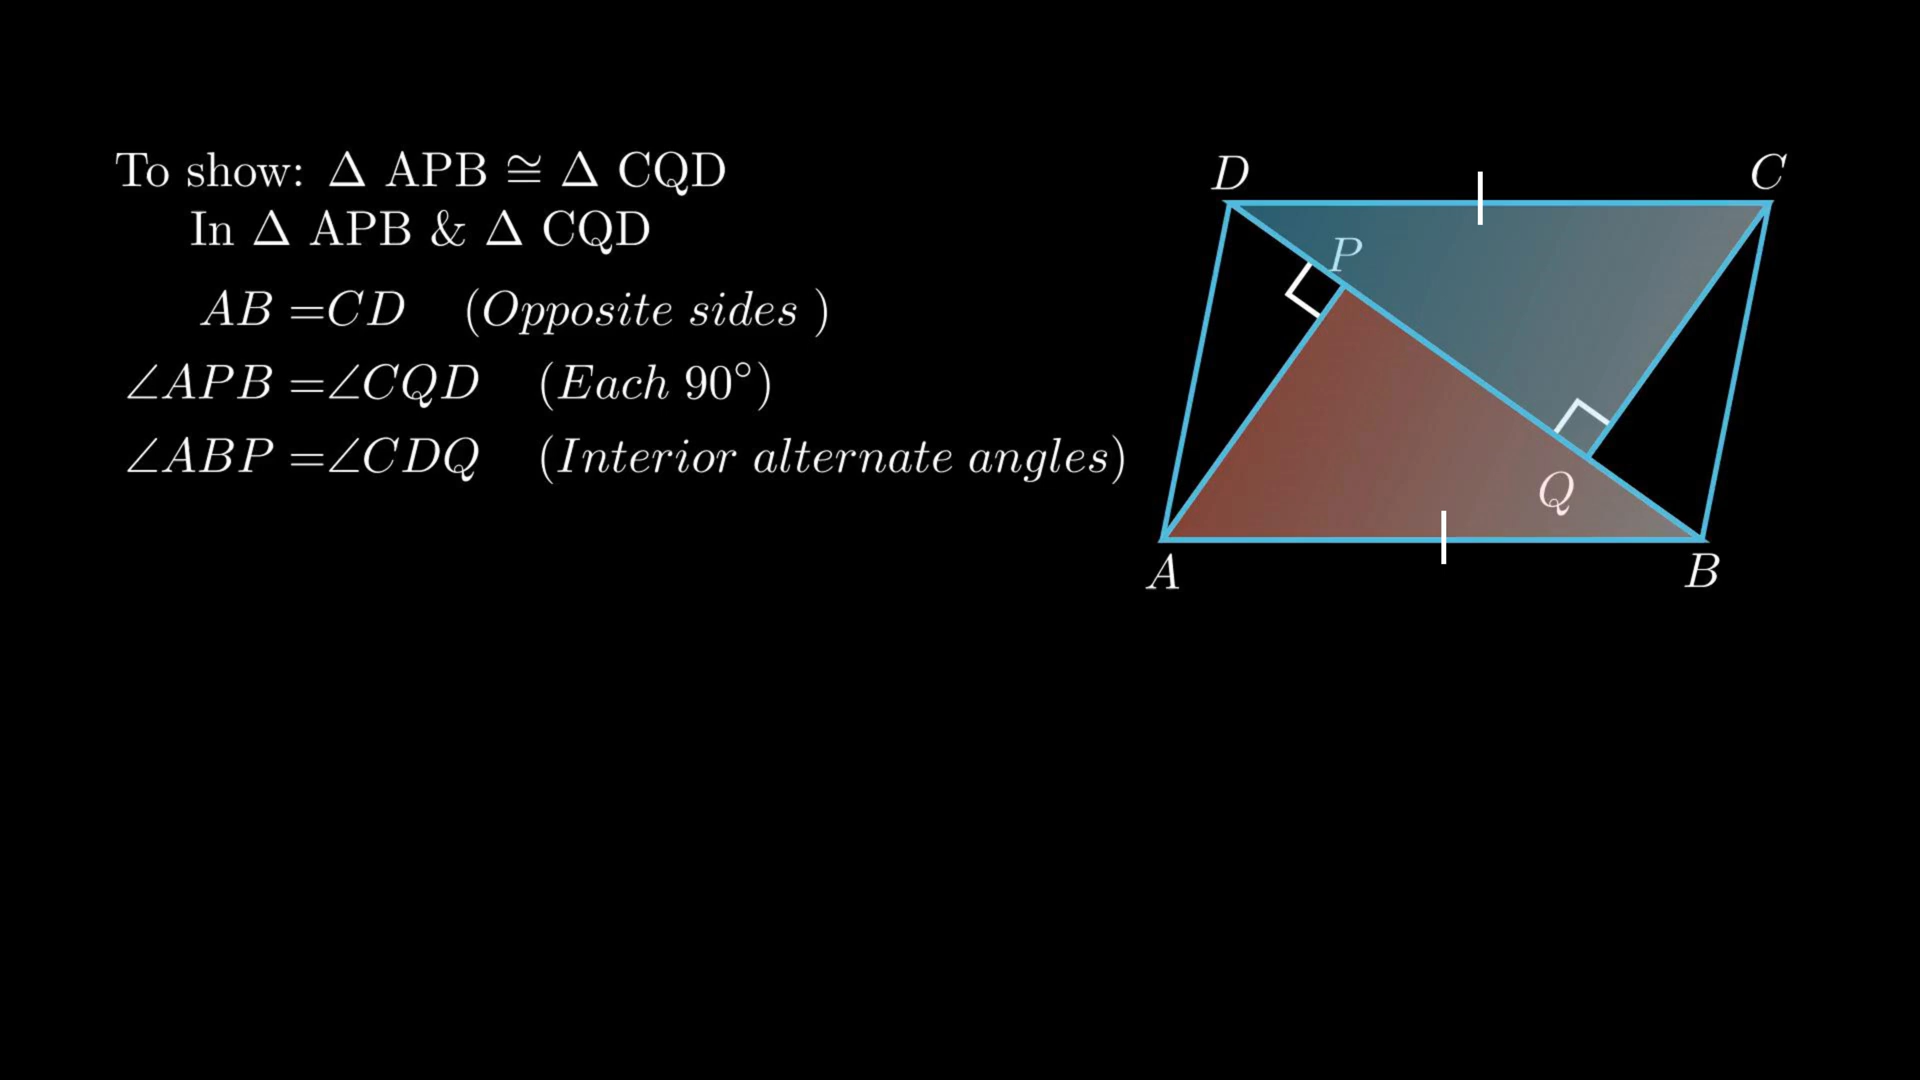 To show: Δ APB ≅ Δ CQD
In Δ APB & Δ CQD
AB =CD (Opposite sides )
∠APB =∠CQD (Each 90°)
∠ABP =∠CDQ (Interior alternate angles)
D
C
P
Q
A
B